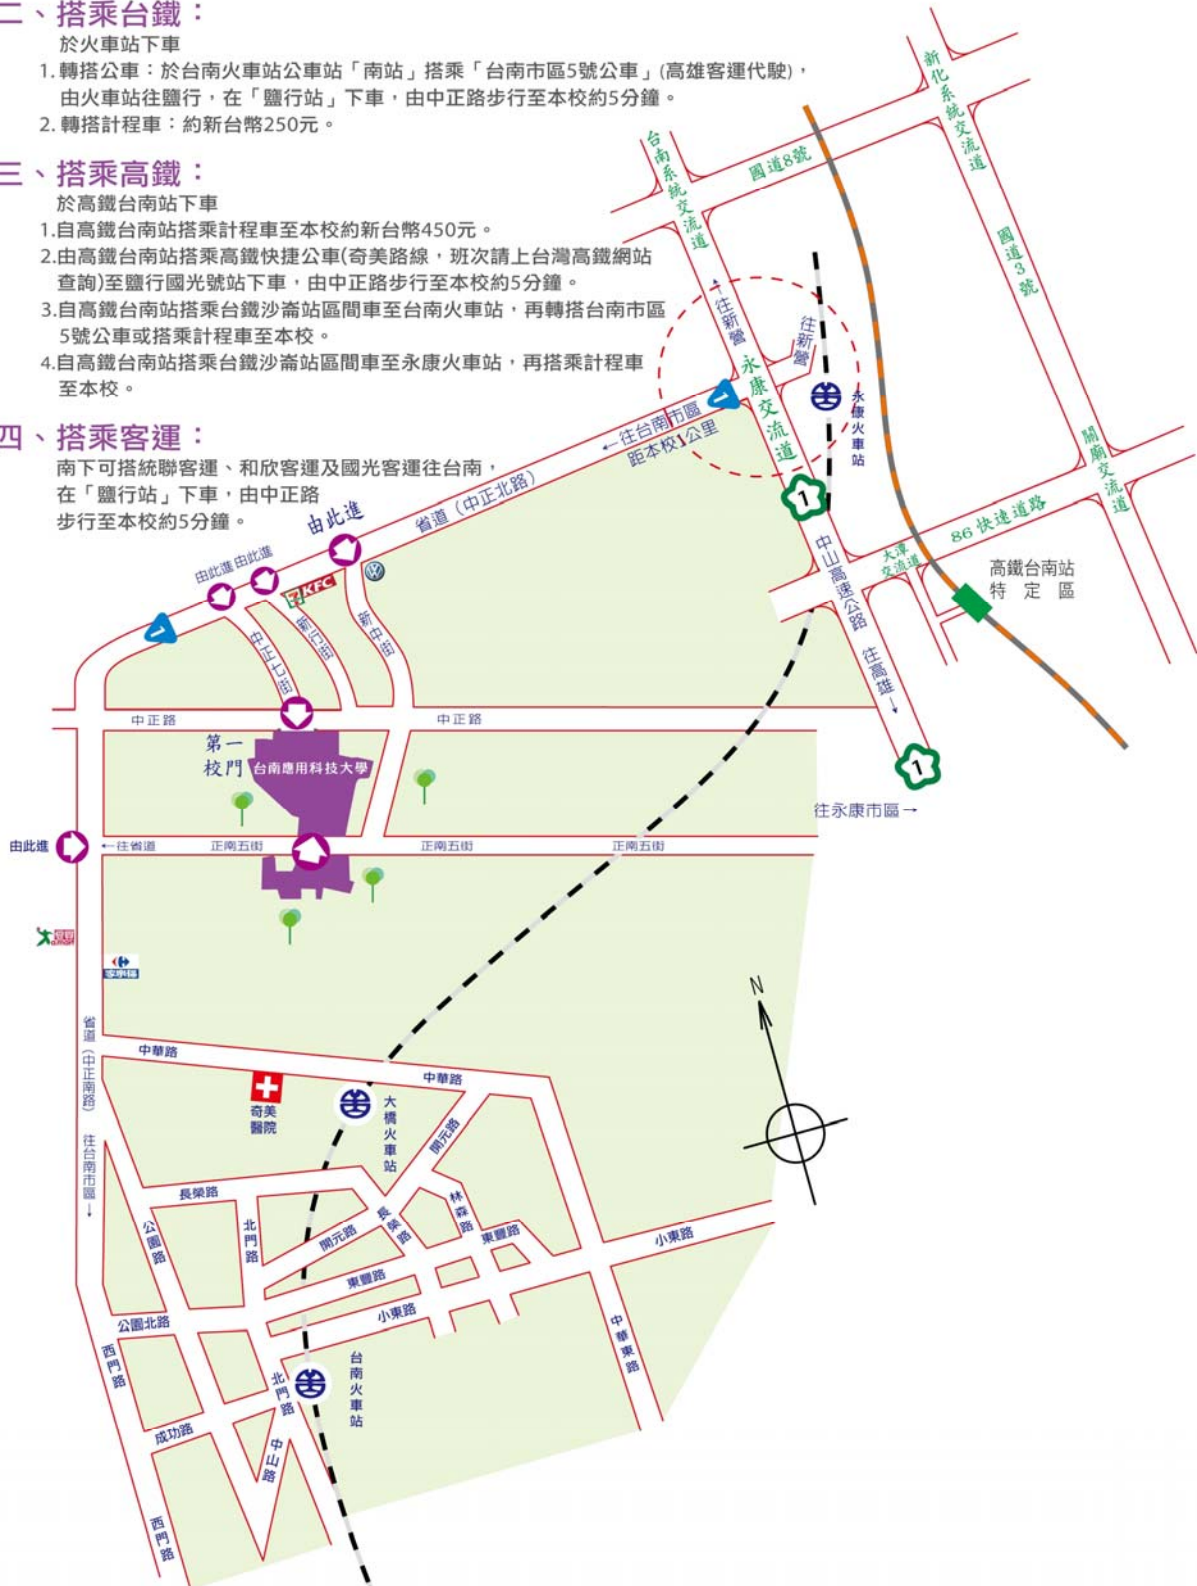 二、搭乘台鐵：
於火車站下車
1. 轉搭公車：於台南火車站公車站「南站」搭乘「台南市區5號公車」(高雄客運代駛)，
由火車站往鹽行，在「鹽行站」下車，由中正路步行至本校約5分鐘。
2. 轉搭計程車：約新台幣250元。
三、搭乘高鐵：
於高鐵台南站下車
1.自高鐵台南站搭乘計程車至本校約新台幣450元。
2.由高鐵台南站搭乘高鐵快捷公車(奇美路線，班次請上台灣高鐵網站
查詢)至鹽行國光號站下車，由中正路步行至本校約5分鐘。
3.自高鐵台南站搭乘台鐵沙崙站區間車至台南火車站，再轉搭台南市區
5號公車或搭乘計程車至本校。
4.自高鐵台南站搭乘台鐵沙崙站區間車至永康火車站，再搭乘計程車
至本校。
四、搭乘客運：
南下可搭統聯客運、和欣客運及國光客運往台南，
在「鹽行站」下車，由中正路
步行至本校約5分鐘。
新化系統交流道
台南系統交流道
國道8號
國道3號
←往新營
往新營
永康交流道
1
永康火車站
←往台南市區
距本校1公里
省道（中正北路）
1
關廟交流道
86快速道路
大潭
交流道
高鐵台南站
特定區
中山高速公路
往高雄→
1
往永康市區→
由此進
由此進
由此進
KFC
1
中正七街
新行街
新中街
中正路
中正路
第一
校門
台南應用科技大學
由此進
←往省道
正南五街
正南五街
正南五街
家樂福
省道（中正南路）
往台南市區→
中華路
中華路
奇美
醫院
大橋火車站
開元路
長榮路
北門路
公園路
開元路
長榮路
林森路
東豐路
東豐路
小東路
小東路
公園北路
西門路
中華東路
台南火車站
北門路
成功路
中山路
西門路
N